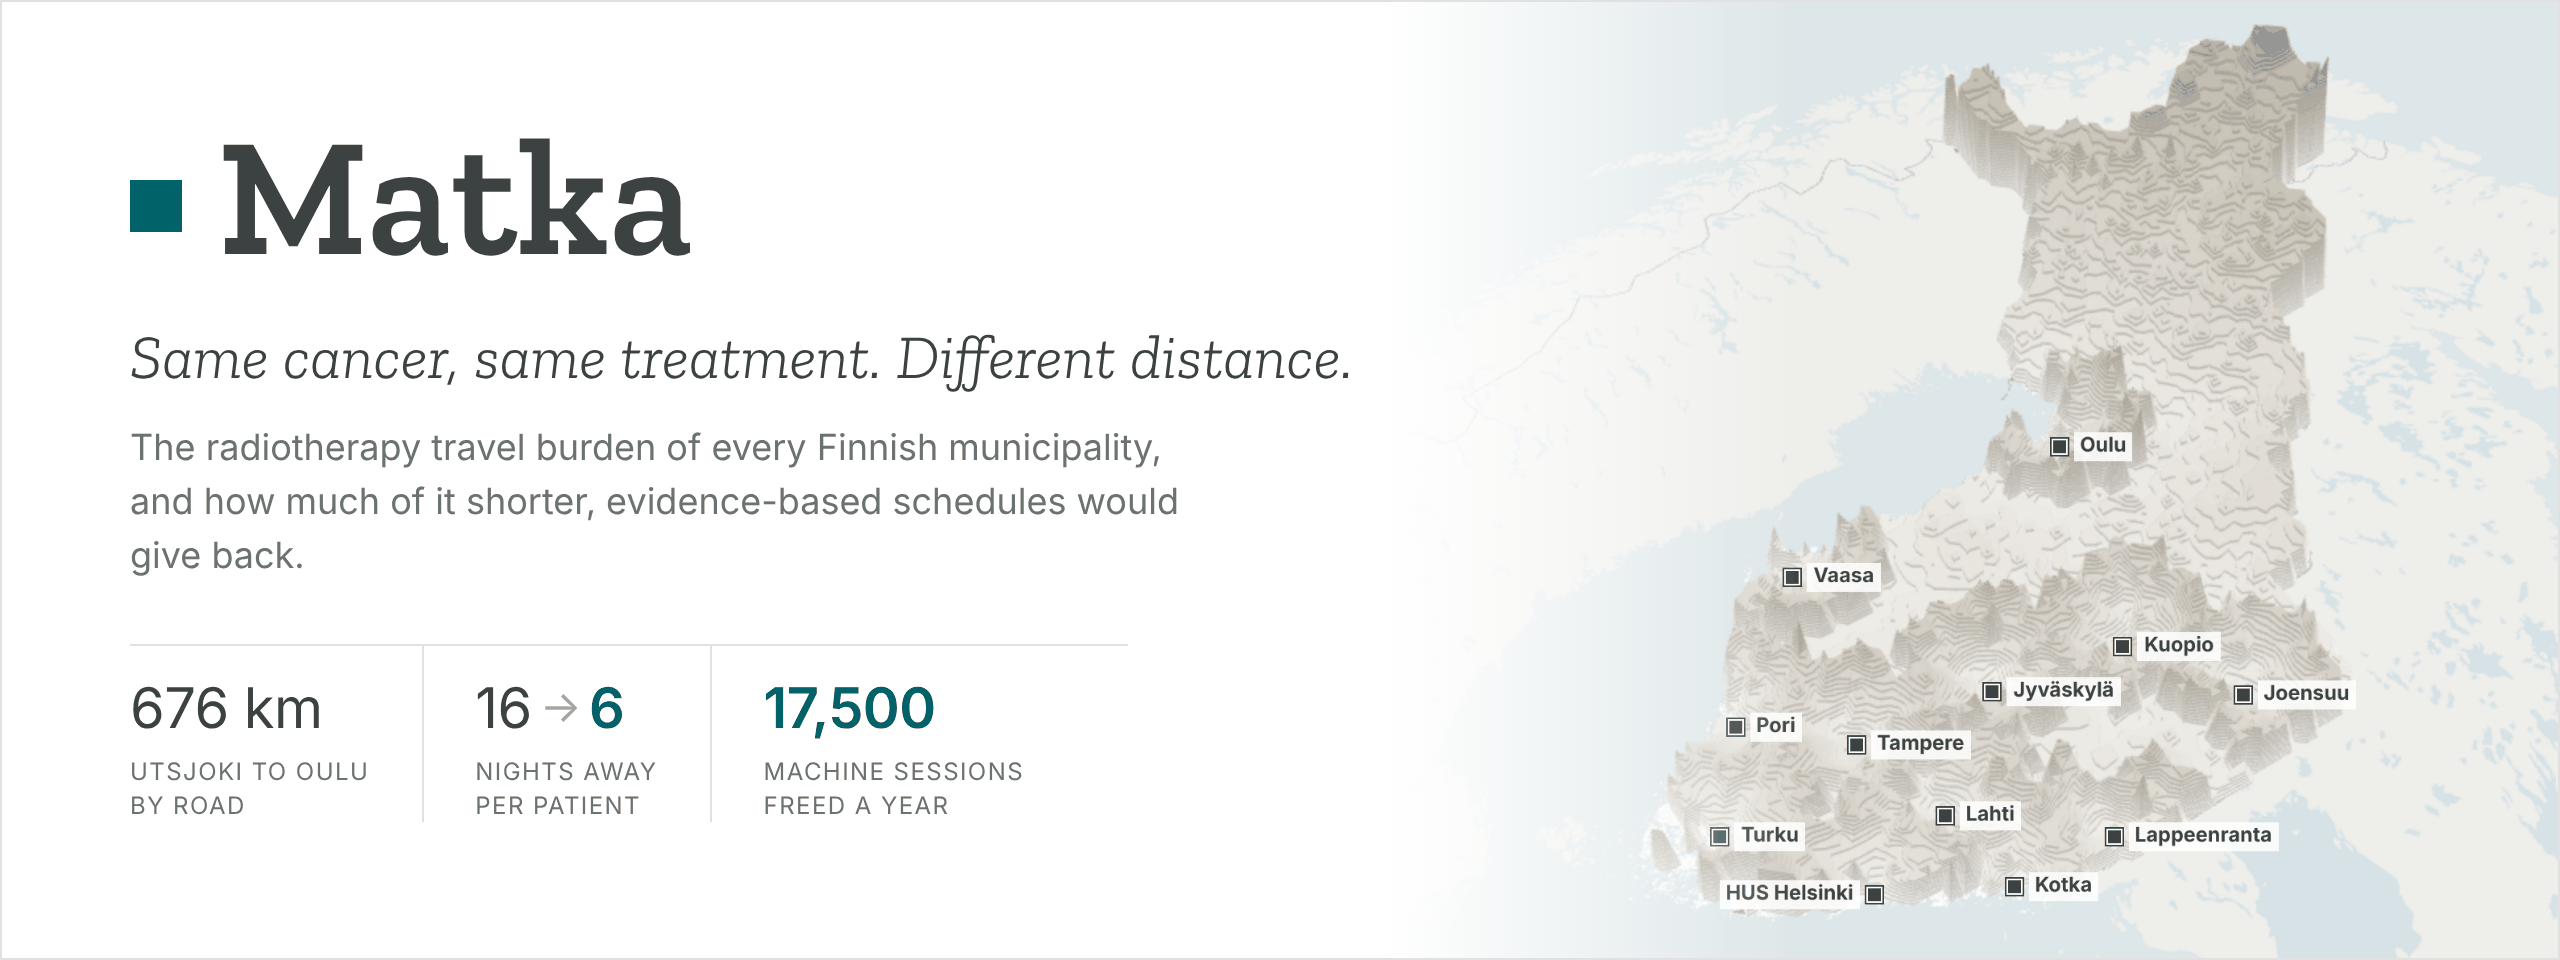 Matka
Same cancer, same treatment. Different distance.
The radiotherapy travel burden of every Finnish municipality,
and how much of it shorter, evidence-based schedules would
give back.
676 km
UTSJOKI TO OULU
BY ROAD
16 → 6
NIGHTS AWAY
PER PATIENT
17,500
MACHINE SESSIONS
FREED A YEAR
Oulu
Vaasa
Kuopio
Jyväskylä
Joensuu
Pori
Tampere
Lahti
Turku
Lappeenranta
HUS Helsinki
Kotka